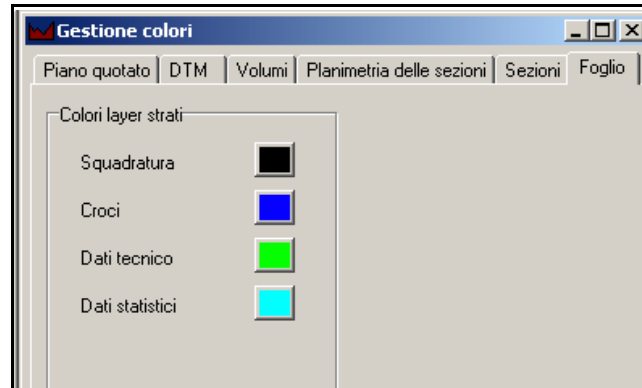 Gestione colori
Piano quotato DTM Volumi Planimetria delle sezioni Sezioni Foglio
Colori layer strati
Squadratura
Croci
Dati tecnico
Dati statistici